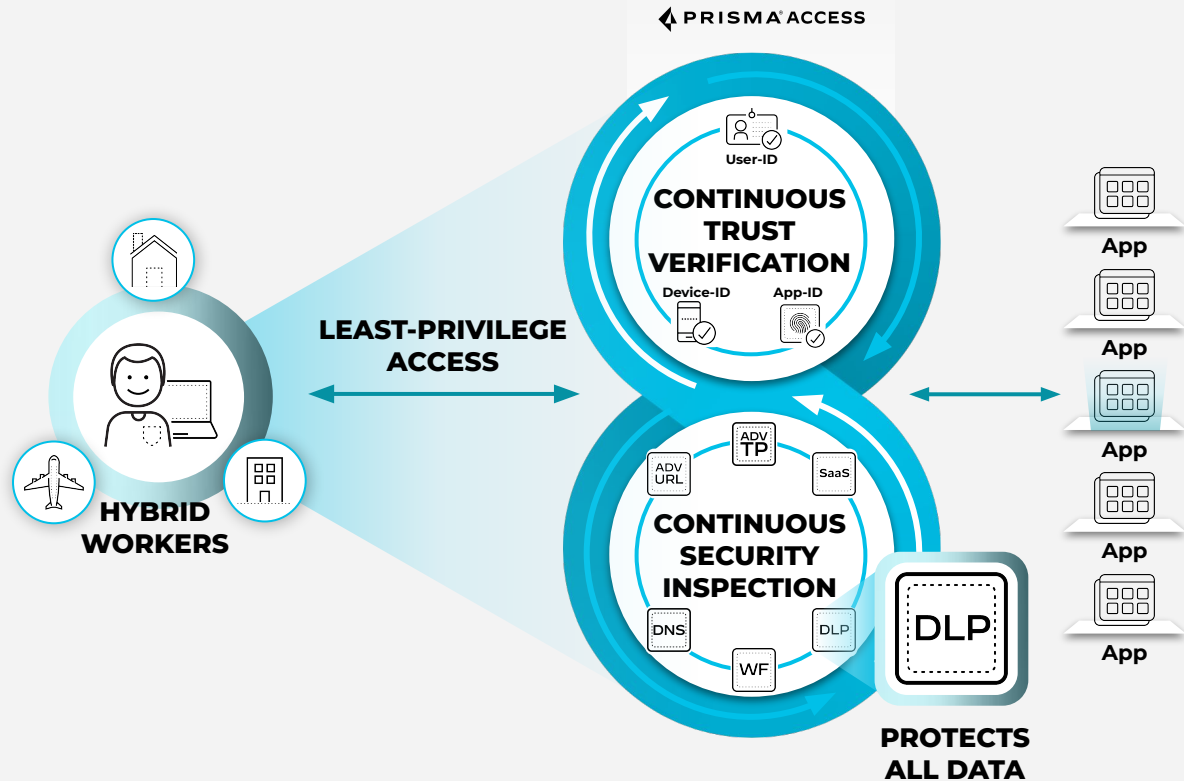 PRISMA® ACCESS
User-ID
CONTINUOUS
TRUST
VERIFICATION
Device-ID
App-ID
LEAST-PRIVILEGE
ACCESS
HYBRID
WORKERS
ADV
TP
ADV
URL
SaaS
CONTINUOUS
SECURITY
INSPECTION
DNS
DLP
WF
DLP
PROTECTS
ALL DATA
App
App
App
App
App